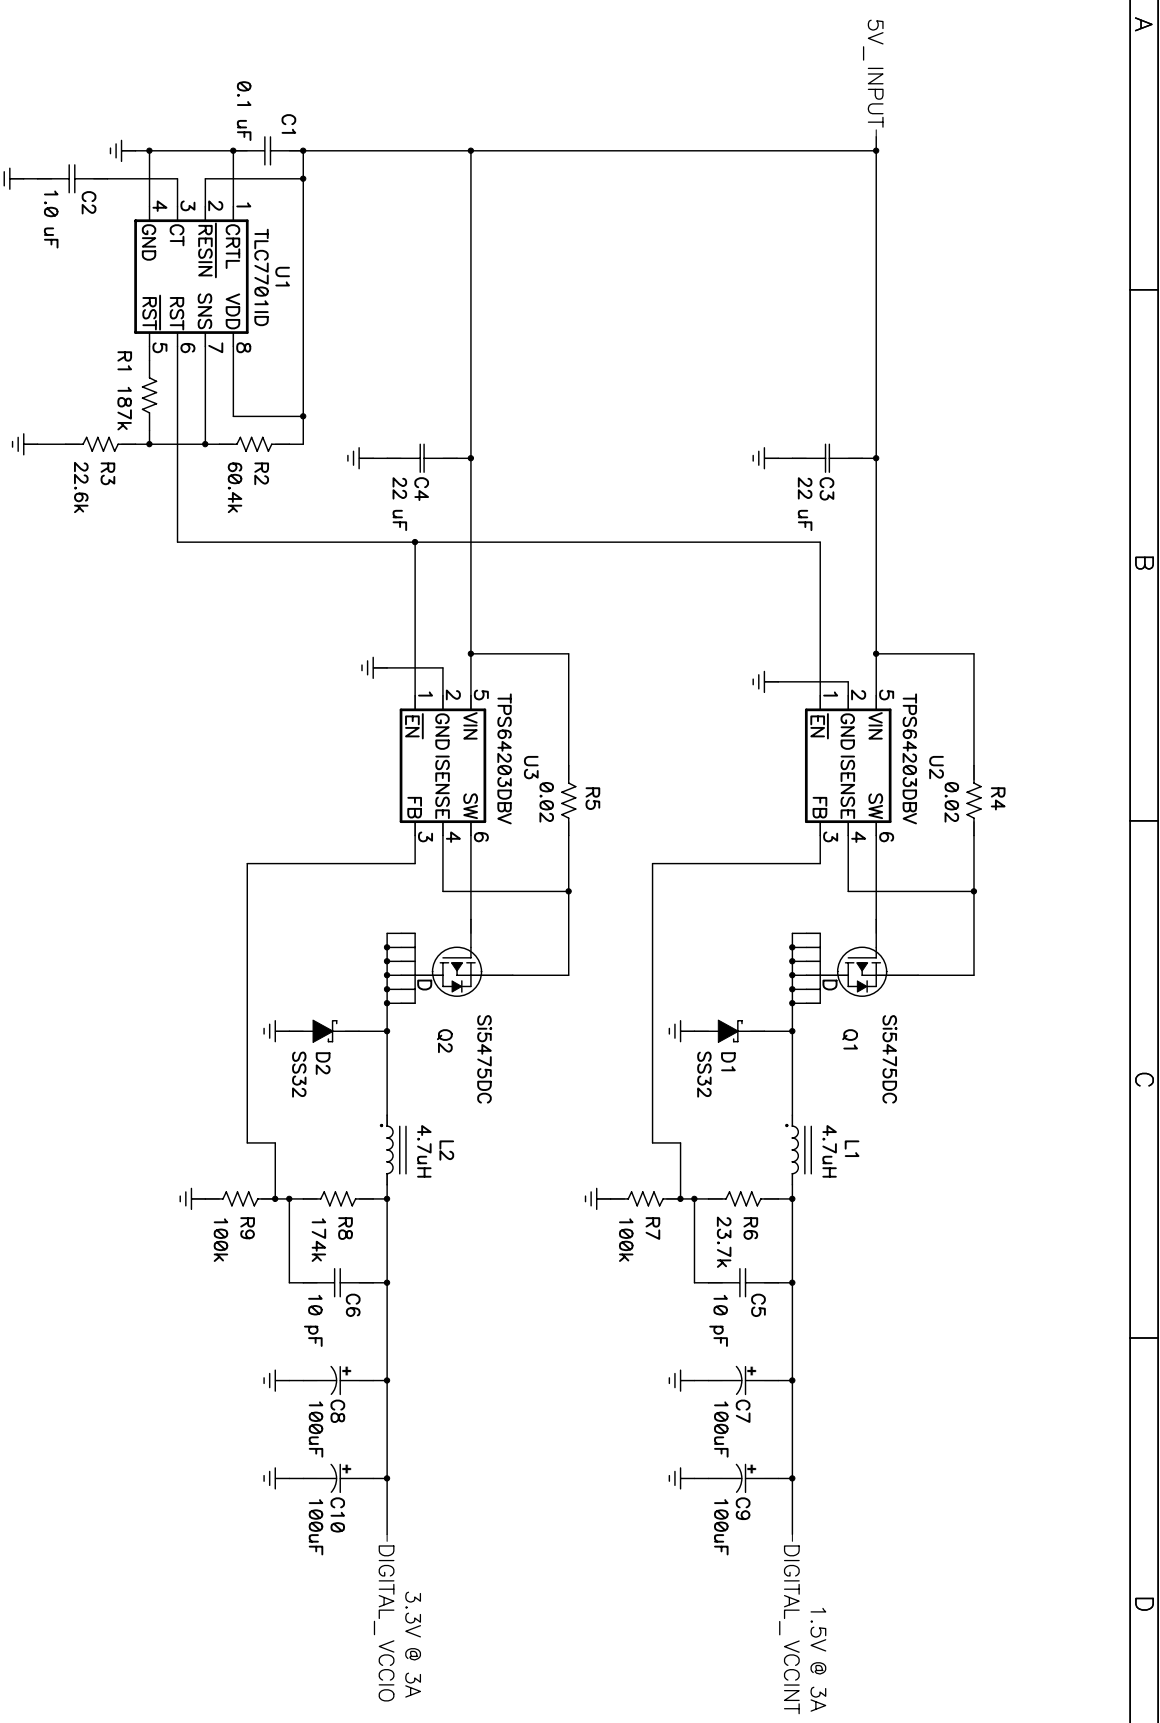 A
B
C
D
5V_INPUT
R4
0.02
U2
TPS64203DBV
5
VIN
SW
6
2
GND
ISENSE
4
1
EN
FB
3
C3
22 uF
Si5475DC
Q1
D
D1
SS32
L1
4.7uH
R6
23.7k
R7
100k
C5
10 pF
C7
100uF
C9
100uF
1.5V @ 3A
DIGITAL_VCCINT
R5
0.02
U3
TPS64203DBV
5
VIN
SW
6
2
GND
ISENSE
4
1
EN
FB
3
C4
22 uF
Si5475DC
Q2
D
D2
SS32
L2
4.7uH
R8
174k
R9
100k
C6
10 pF
C8
100uF
C10
100uF
3.3V @ 3A
DIGITAL_VCCIO
C1
0.1 uF
C2
1.0 uF
U1
TLC7701ID
1
CRTL
VDD
8
2
RESIN
SNS
7
3
CT
RST
6
4
GND
RST
5
R1 187k
R2
60.4k
R3
22.6k